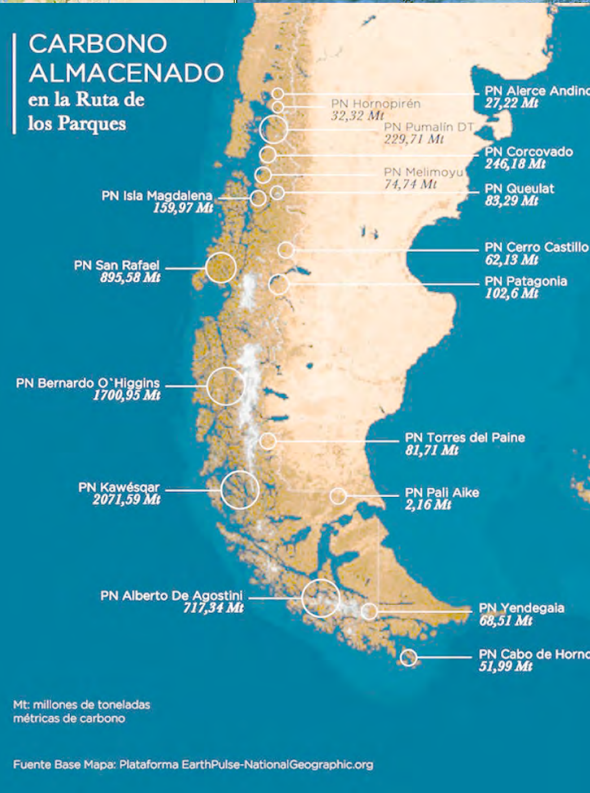 CARBONO
ALMACENADO
en la Ruta de
los Parques
PN Alerce Andino
27,22 Mt
PN Hornopirén
32,32 Mt
PN Pumalín DT
229,71 Mt
PN Corcovado
246,18 Mt
PN Melimoyu
74,74 Mt
PN Queulat
83,29 Mt
PN Isla Magdalena
159,97 Mt
PN Cerro Castillo
62,13 Mt
PN San Rafael
895,58 Mt
PN Patagonia
102,6 Mt
PN Bernardo O`Higgins
1700,95 Mt
PN Torres del Paine
81,71 Mt
PN Kawésqar
2071,59 Mt
PN Pali Aike
2,16 Mt
PN Alberto De Agostini
717,34 Mt
PN Yendegaia
68,51 Mt
PN Cabo de Horno
51,99 Mt
Mt: millones de toneladas
métricas de carbono
Fuente Base Mapa: Plataforma EarthPulse-NationalGeographic.org